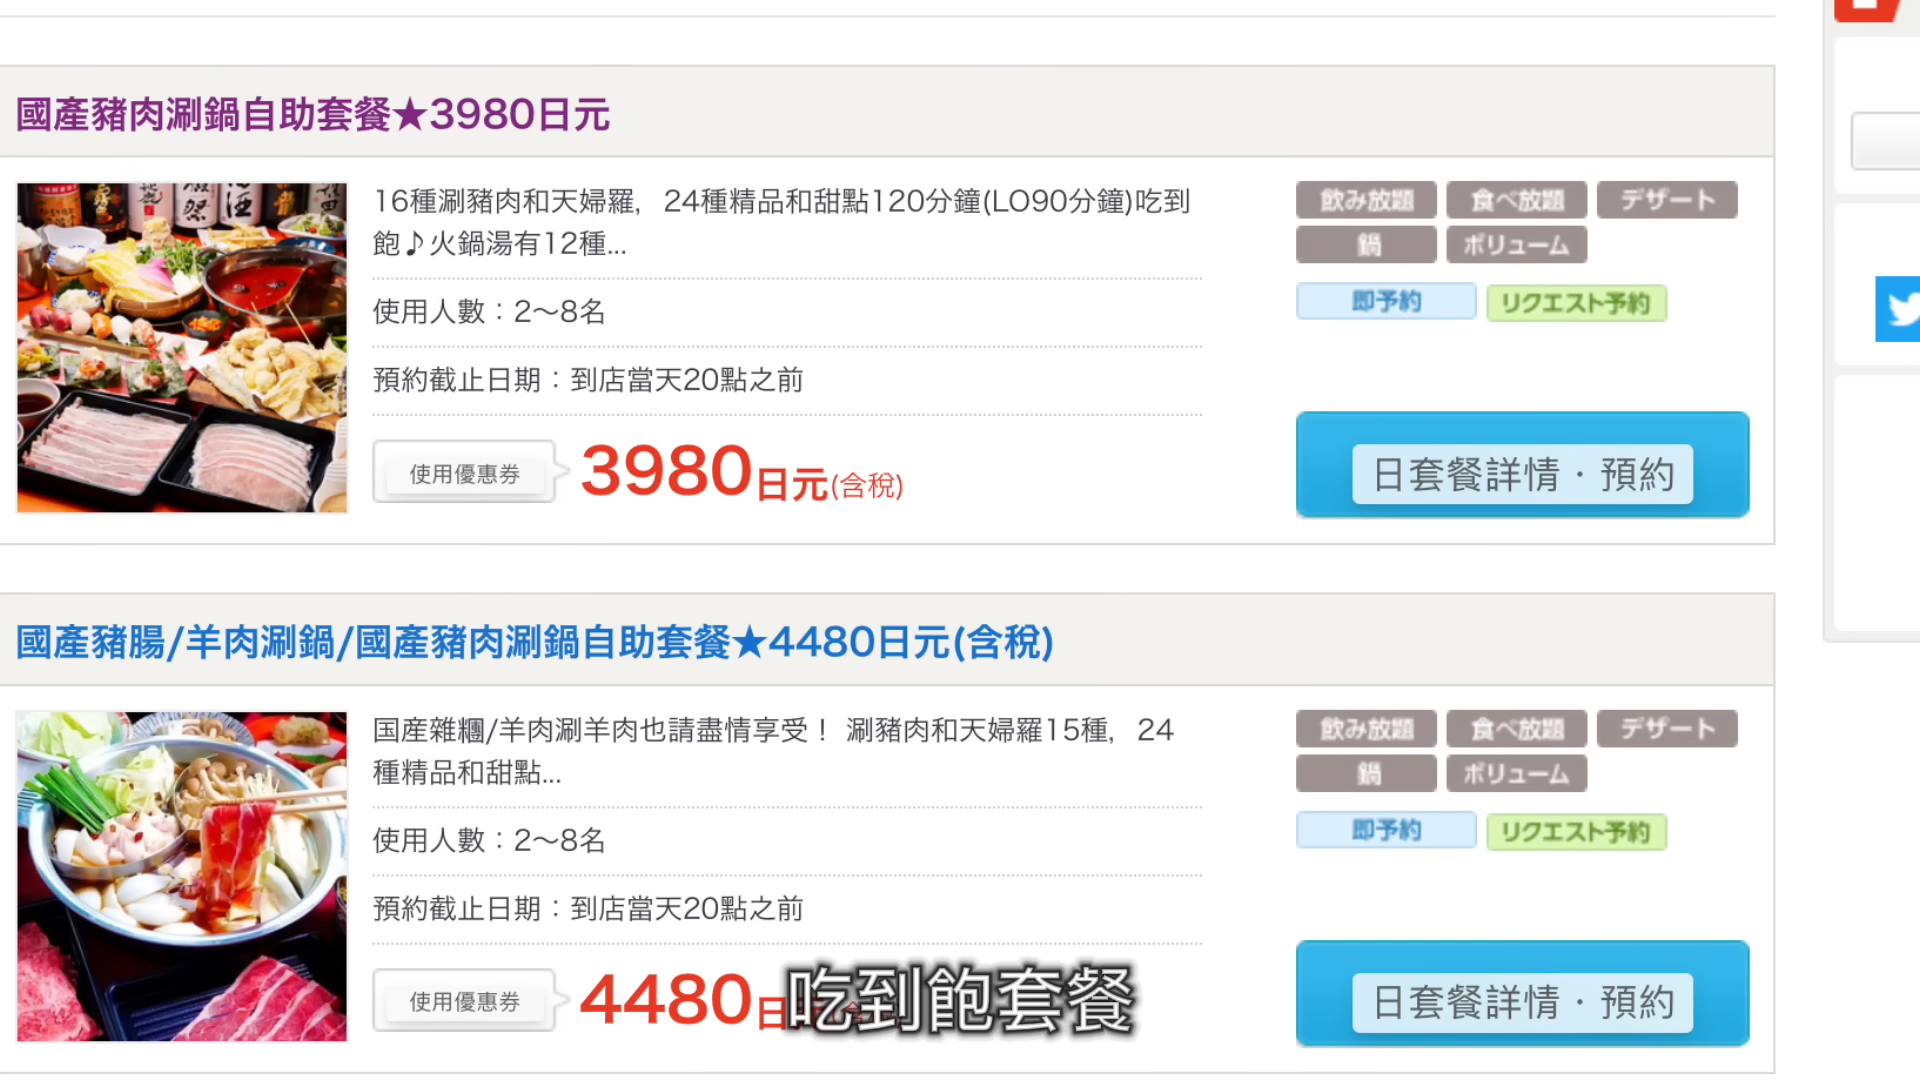 國產豬肉涮鍋自助套餐★3980日元
16種涮豬肉和天婦羅，24種精品和甜點120分鐘(LO90分鐘)吃到
飽♪火鍋湯有12種...
使用人數：2～8名
預約截止日期：到店當天20點之前
使用優惠券
3980日元(含稅)
飲み放題 食べ放題 デザート
鍋 ボリューム
即予約 リクエスト予約
日套餐詳情・預約
國產豬腸/羊肉涮鍋/國產豬肉涮鍋自助套餐★4480日元(含稅)
国産雜糰/羊肉涮羊肉也請盡情享受！ 涮豬肉和天婦羅15種，24
種精品和甜點...
使用人數：2～8名
預約截止日期：到店當天20點之前
使用優惠券
4480日
吃到飽套餐
飲み放題 食べ放題 デザート
鍋 ボリューム
即予約 リクエスト予約
日套餐詳情・預約